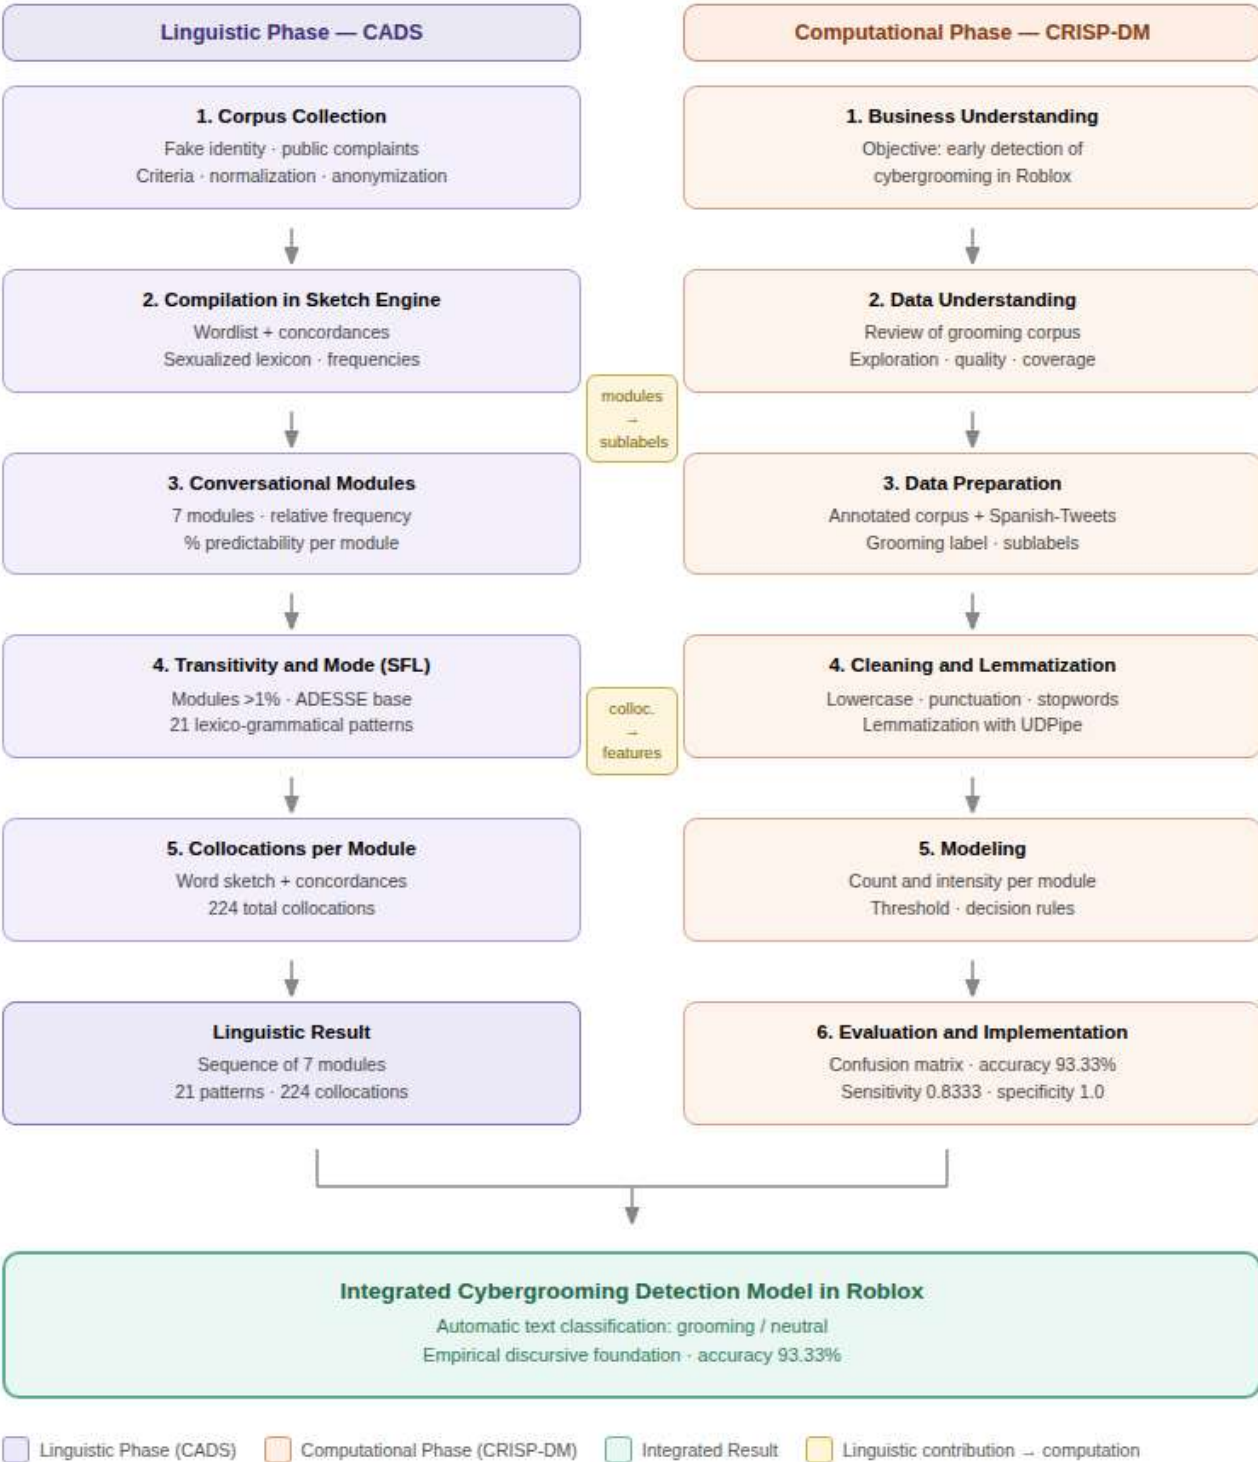 Linguistic Phase — CADS
1. Corpus Collection
Fake identity · public complaints
Criteria · normalization · anonymization
2. Compilation in Sketch Engine
Wordlist + concordances
Sexualized lexicon · frequencies
3. Conversational Modules
7 modules · relative frequency
% predictability per module
4. Transitivity and Mode (SFL)
Modules >1% · ADESSE base
21 lexico-grammatical patterns
5. Collocations per Module
Word sketch + concordances
224 total collocations
Linguistic Result
Sequence of 7 modules
21 patterns · 224 collocations
modules
→
sublabels
colloc.
→
features
Computational Phase — CRISP-DM
1. Business Understanding
Objective: early detection of
cybergrooming in Roblox
2. Data Understanding
Review of grooming corpus
Exploration · quality · coverage
3. Data Preparation
Annotated corpus + Spanish-Tweets
Grooming label · sublabels
4. Cleaning and Lemmatization
Lowercase · punctuation · stopwords
Lemmatization with UDPipe
5. Modeling
Count and intensity per module
Threshold · decision rules
6. Evaluation and Implementation
Confusion matrix · accuracy 93.33%
Sensitivity 0.8333 · specificity 1.0
Integrated Cybergrooming Detection Model in Roblox
Automatic text classification: grooming / neutral
Empirical discursive foundation · accuracy 93.33%
Linguistic Phase (CADS)
Computational Phase (CRISP-DM)
Integrated Result
Linguistic contribution → computation